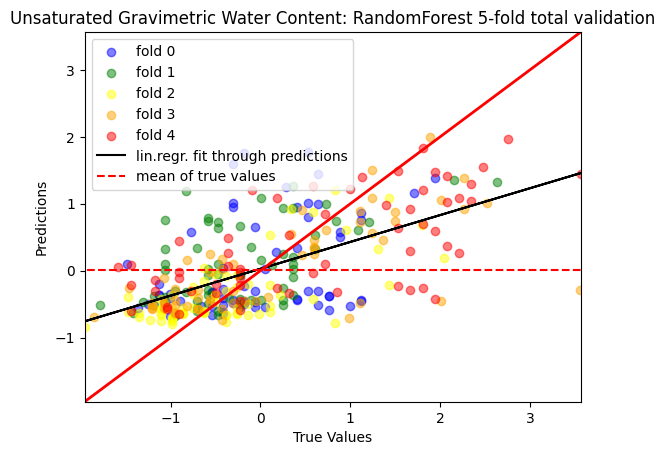 Unsaturated Gravimetric Water Content: RandomForest 5-fold total validation
3
2
1
0
−1
Predictions
fold 0
fold 1
fold 2
fold 3
fold 4
lin.regr. fit through predictions
mean of true values
−1
0
1
2
3
True Values